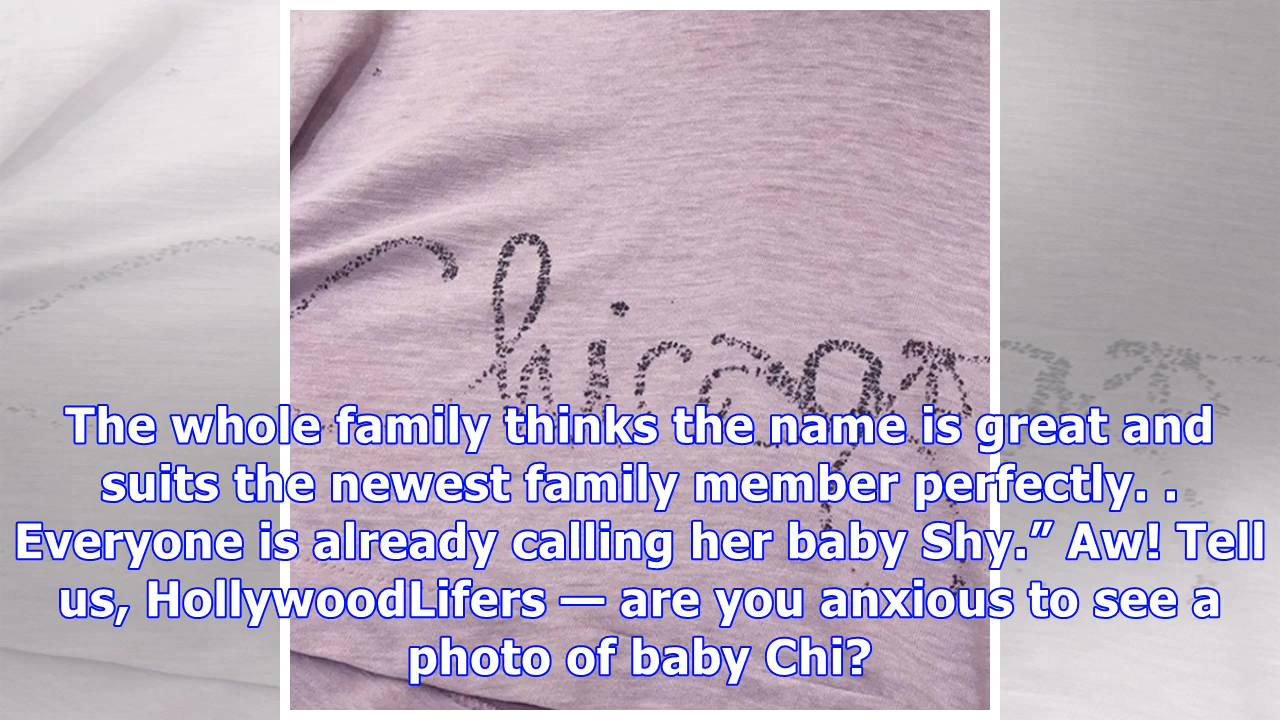 Chicago
The whole family thinks the name is great and
suits the newest family member perfectly. .
Everyone is already calling her baby Shy.” Aw! Tell
us, HollywoodLifers — are you anxious to see a
photo of baby Chi?